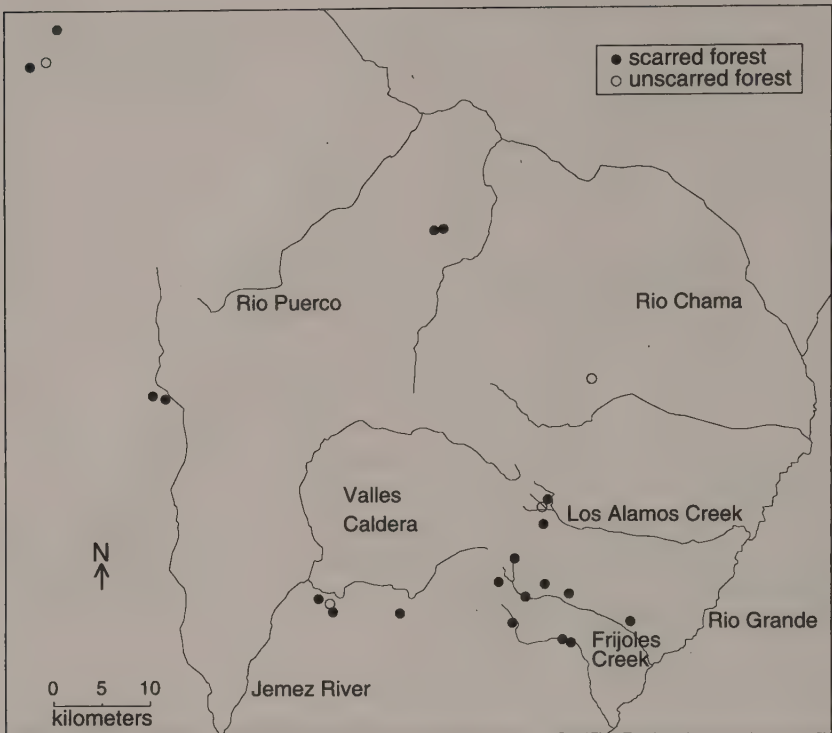 ● scarred forest
○ unscarred forest
Rio Puerco
Rio Chama
Valles
Caldera
Los Alamos Creek
N
Rio Grande
Frijoles
Creek
Jemez River
0 5 10
kilometers